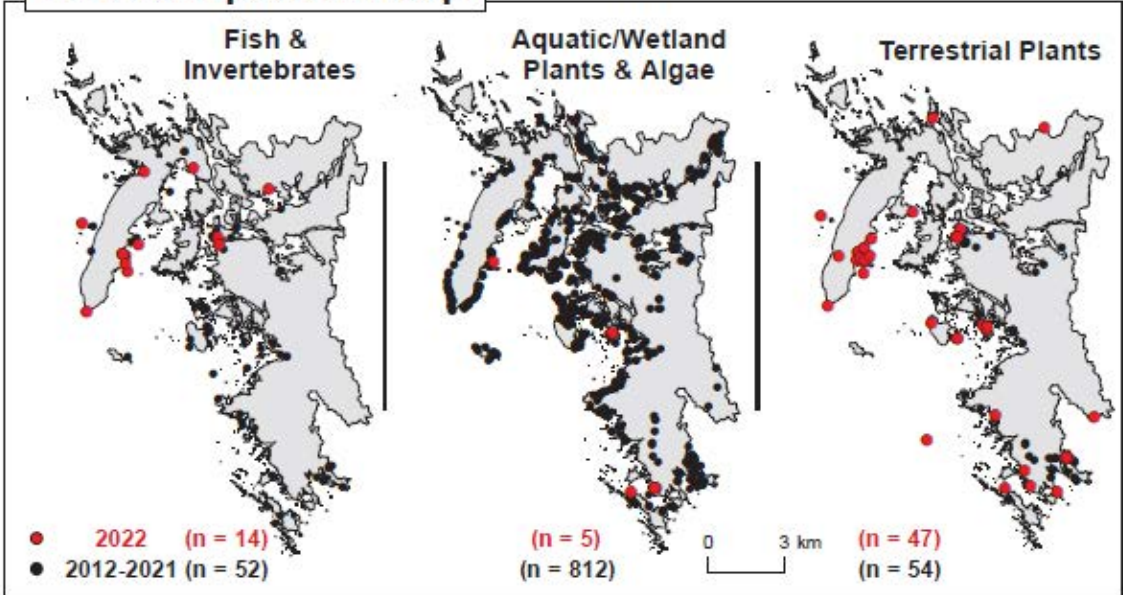 Fish &
Invertebrates
Aquatic/Wetland
Plants & Algae
Terrestrial Plants
2022 (n = 14)
(n = 5)
0 3 km
(n = 47)
2012-2021 (n = 52)
(n = 812)
(n = 54)